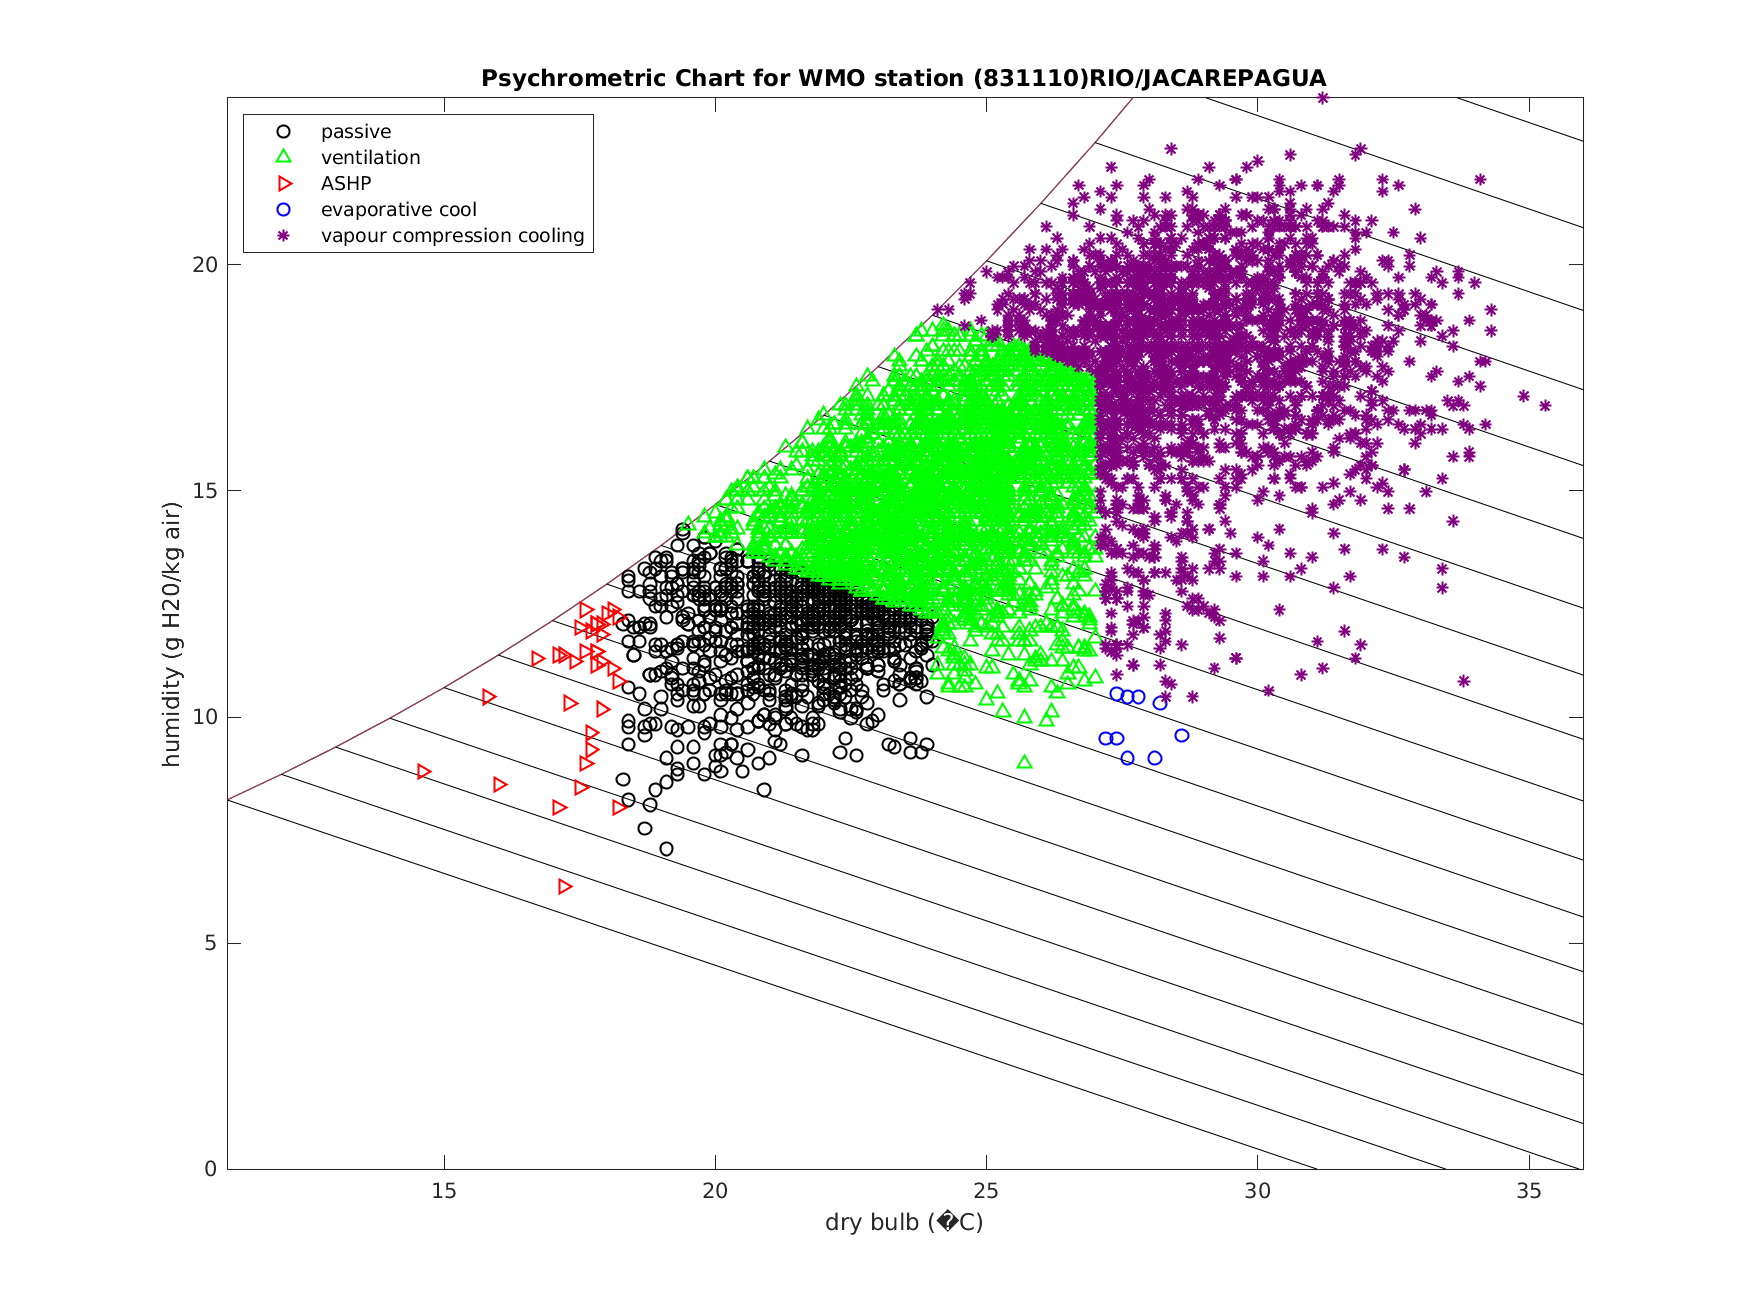 Psychrometric Chart for WMO station (831110)RIO/JACAREPAGUA
passive
ventilation
ASHP
evaporative cool
vapour compression cooling
humidity (g H20/kg air)
20
15
10
5
0
15
20
25
30
35
dry bulb (�C)